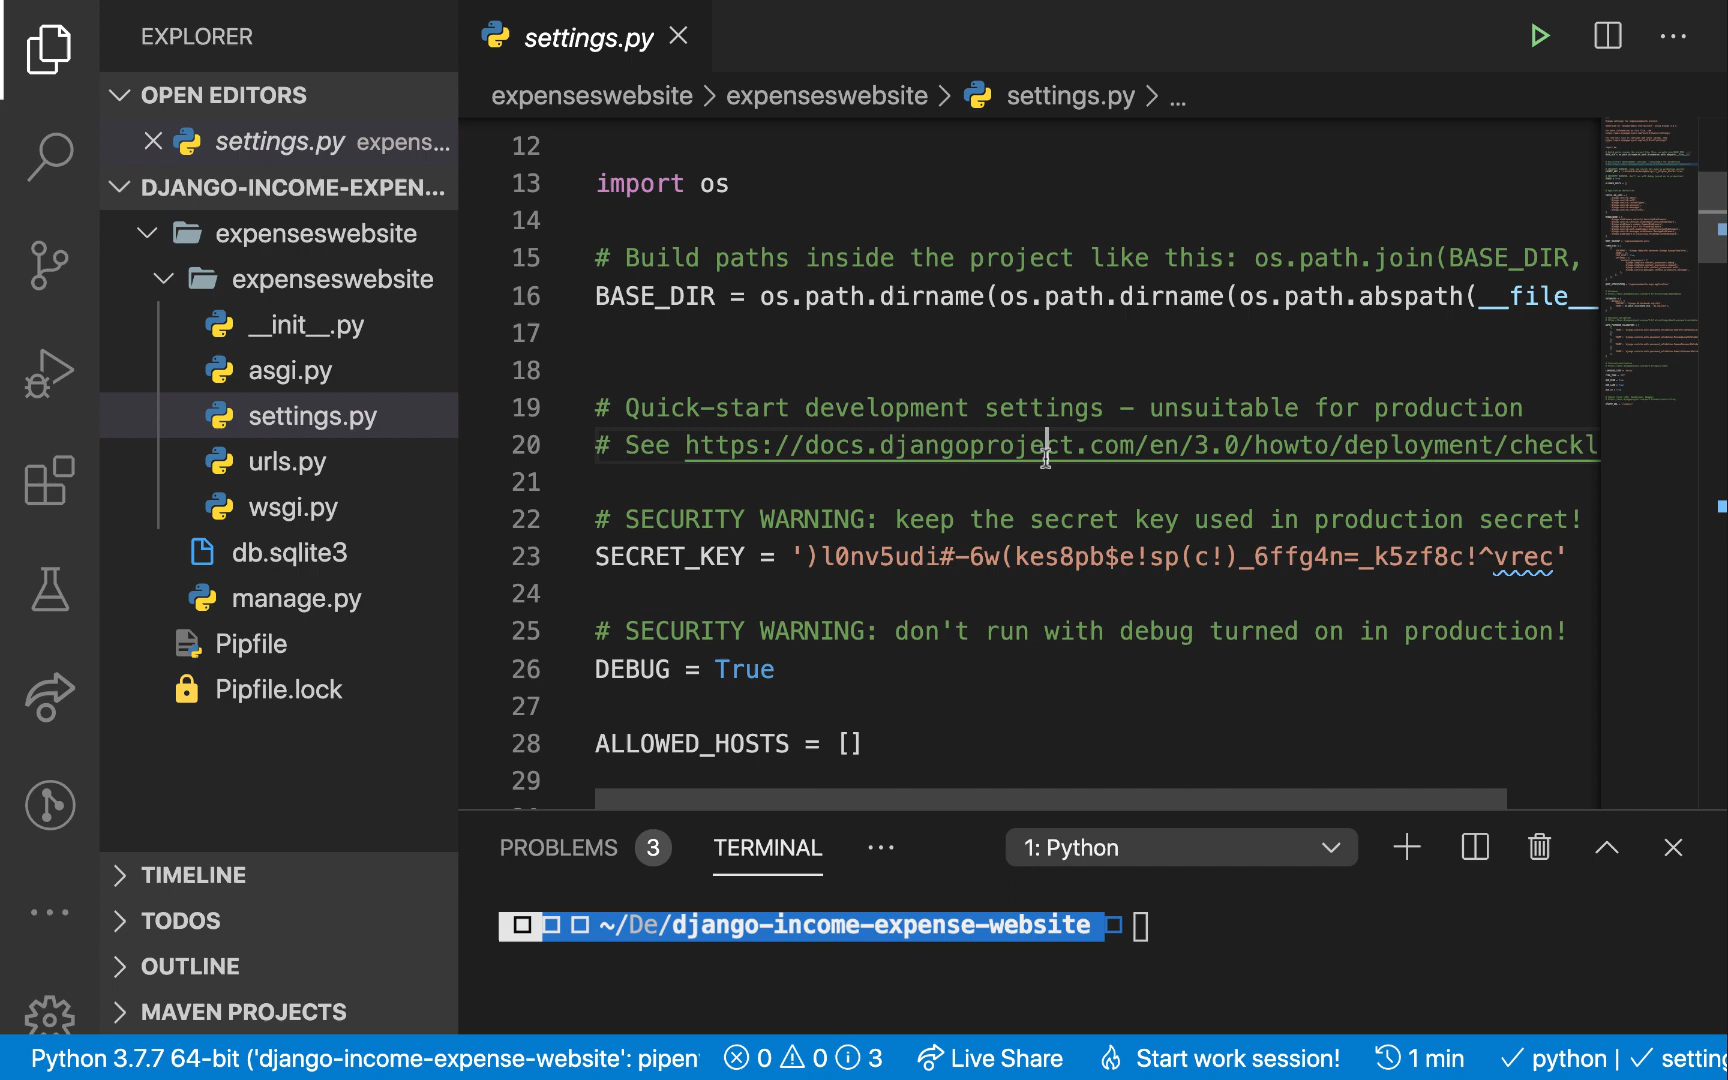 EXPLORER
OPEN EDITORS
settings.py expens...
DJANGO-INCOME-EXPEN...
expenseswebsite
expenseswebsite
__init__.py
asgi.py
settings.py
urls.py
wsgi.py
db.sqlite3
manage.py
Pipfile
Pipfile.lock
TIMELINE
TODOS
OUTLINE
MAVEN PROJECTS
settings.py
expenseswebsite > expenseswebsite > settings.py > ...
12
13 import os
14
15 # Build paths inside the project like this: os.path.join(BASE_DIR,
16 BASE_DIR = os.path.dirname(os.path.dirname(os.path.abspath(__file__
17
18
19 # Quick-start development settings - unsuitable for production
20 # See https://docs.djangoproject.com/en/3.0/howto/deployment/checkl
21
22 # SECURITY WARNING: keep the secret key used in production secret!
23 SECRET_KEY = ')l0nv5udi#-6w(kes8pb$e!sp(c!)_6ffg4n=_k5zf8c!^vrec'
24
25 # SECURITY WARNING: don't run with debug turned on in production!
26 DEBUG = True
27
28 ALLOWED_HOSTS = []
29
PROBLEMS 3 TERMINAL ... 1: Python
~/De/django-income-expense-website
Python 3.7.7 64-bit ('django-income-expense-website': pipen 0 0 3 Live Share Start work session! 1 min python | settin